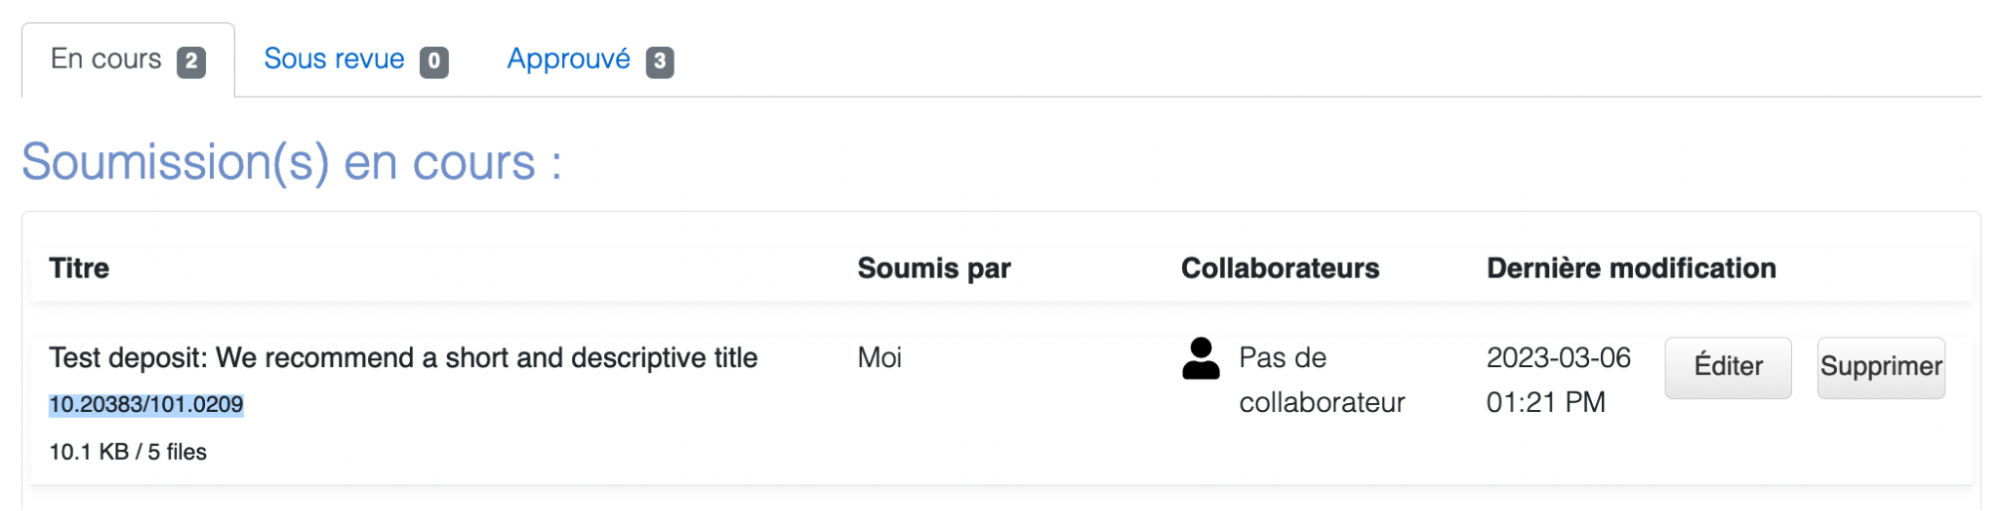 En cours 2 Sous revue 0 Approuvé 3
Soumission(s) en cours :
Titre Soumis par Collaborateurs Dernière modification
Test deposit: We recommend a short and descriptive title Moi Pas de 2023-03-06 Éditer Supprimer
10.20383/101.0209 collaborateur 01:21 PM
10.1 KB / 5 files